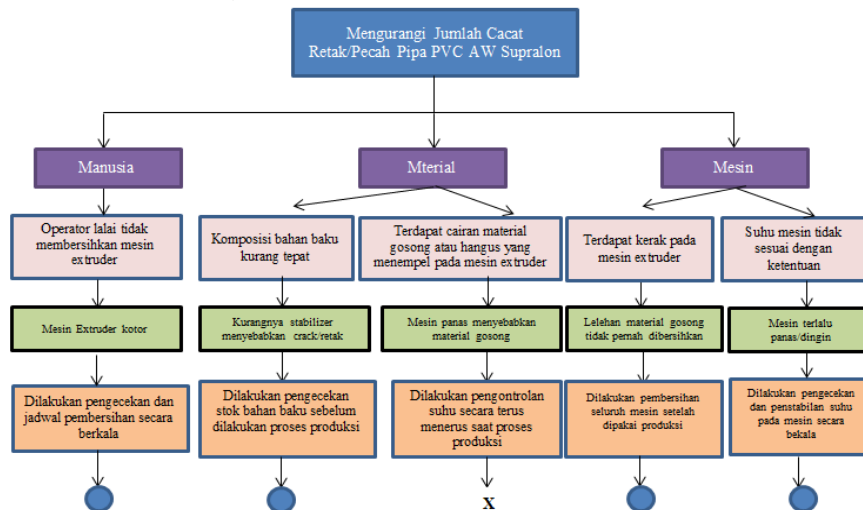 Mengurangi Jumlah Cacat
Retak/Pecah Pipa PVC AW Supralon
Manusia
Mterial
Mesin
Operator lalai tidak
membersihkan mesin
extruder
Komposisi bahan baku
kurang tepat
Terdapat cairan material
gosong atau hangus yang
menempel pada mesin extruder
Terdapat kerak pada
mesin extruder
Suhu mesin tidak
sesuai dengan
ketentuan
Mesin Extruder kotor
Kurangnya stabilizer
menyebabkan crack/retak
Mesin panas menyebabkan
material gosong
Lelehan material gosong
tidak pernah dibersihkan
Mesin terlalu
panas/dingin
Dilakukan pengecekan dan
jadwal pembersihan secara
berkala
Dilakukan pengecekan
stok bahan baku sebelum
dilakukan proses produksi
Dilakukan pengontrolan
suhu secara terus
menerus saat proses
produksi
Dilakukan pembersihan
seluruh mesin setelah
dipakai produksi
Dilakukan pengecekan
dan penstabilan suhu
pada mesin secara
bekala
X